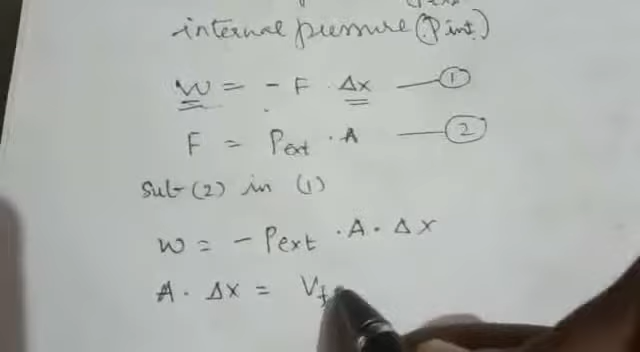 internal pressure (Pint)
W = - F . Δx —①
F = Pext . A —②
Sub (2) in (1)
W = - Pext . A . Δx
A . Δx = Vf